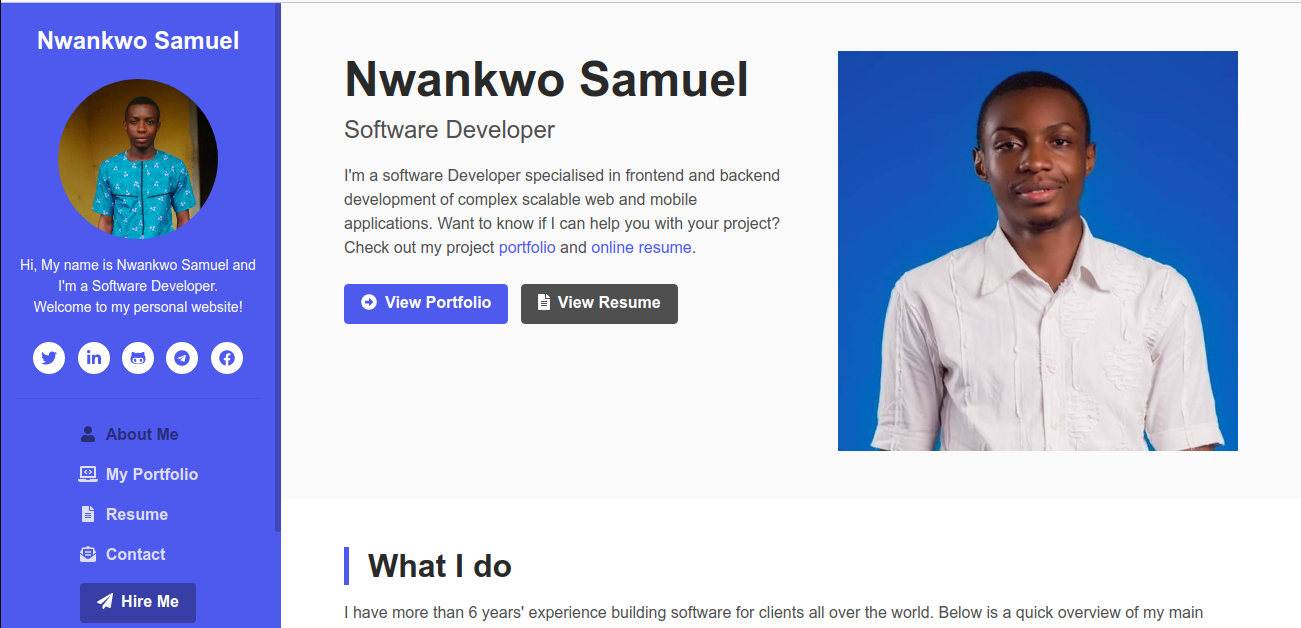 Nwankwo Samuel
Hi, My name is Nwankwo Samuel and
I'm a Software Developer.
Welcome to my personal website!
About Me
My Portfolio
Resume
Contact
Hire Me
Nwankwo Samuel
Software Developer
I'm a software Developer specialised in frontend and backend
development of complex scalable web and mobile
applications. Want to know if I can help you with your project?
Check out my project portfolio and online resume.
View Portfolio
View Resume
What I do
I have more than 6 years' experience building software for clients all over the world. Below is a quick overview of my main